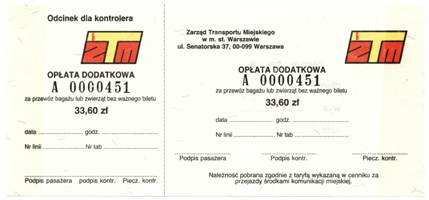 Odcinek dla kontrolera
ZTM
OPŁATA DODATKOWA
A 0000451
za przewóz bagażu lub zwierząt bez ważnego biletu
33,60 zł
data ........................ godz. ........................
Nr linii ........................ Nr tab ........................
Podpis pasażera podpis kontr. Piecz. kontr.
Zarząd Transportu Miejskiego
w m. st. Warszawie
ul. Senatorska 37, 00-099 Warszawa
ZTM
OPŁATA DODATKOWA
A 0000451
za przewóz bagażu lub zwierząt bez ważnego biletu
33,60 zł
data ........................ godz. ........................
Nr linii ........................ Nr tab ........................
Podpis pasażera Podpis kontr. Piecz. kontr.
Należność pobrana zgodnie z taryfą wykazaną w cenniku za
przejazdy środkami komunikacji miejskiej.